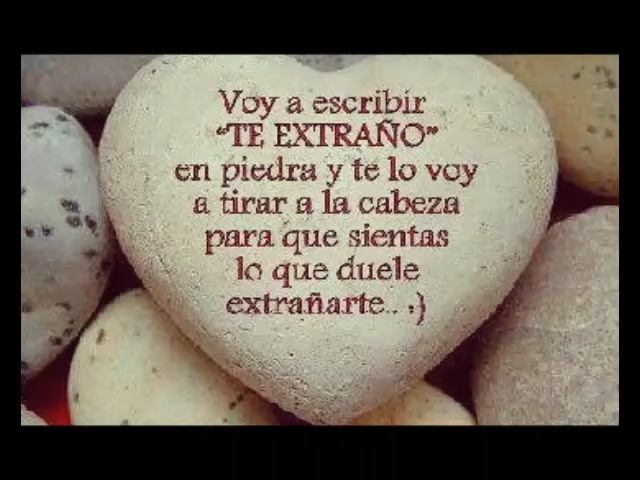 Voy a escribir
“TE EXTRAÑO”
en piedra y te lo voy
a tirar a la cabeza
para que sientas
lo que duele
extrañarte.. :)